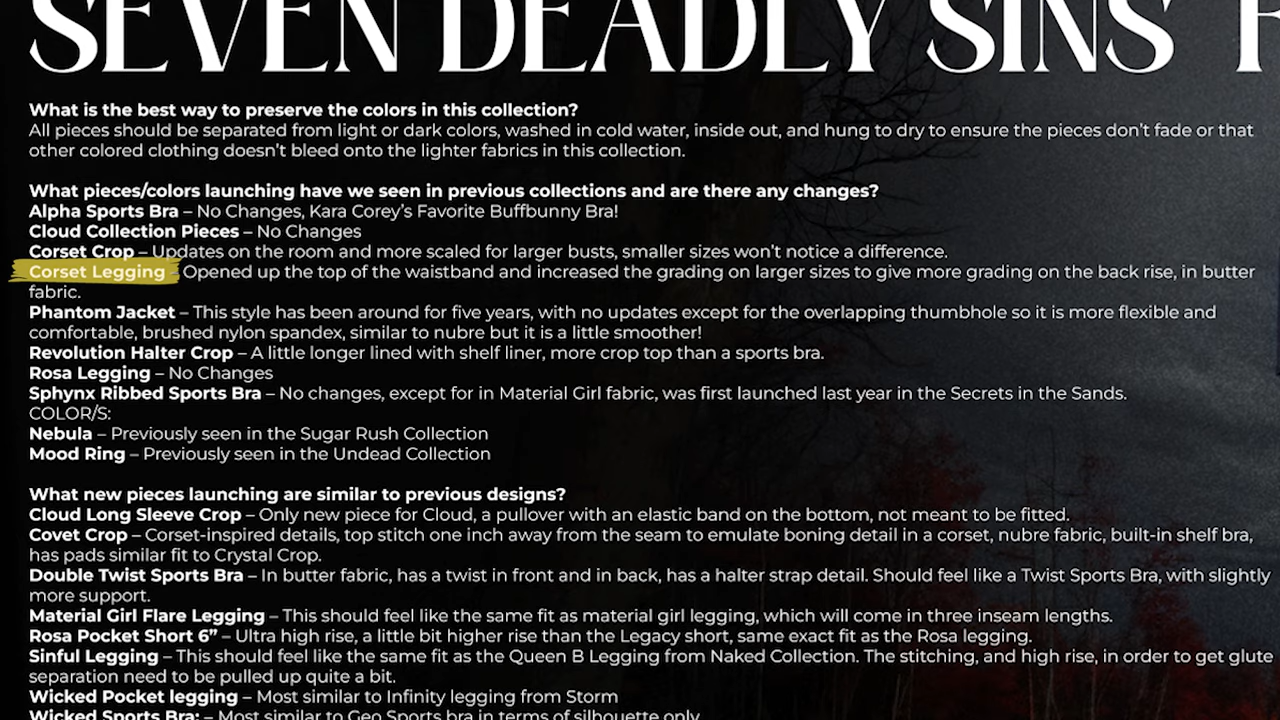 SEVEN DEADLY SINS
What is the best way to preserve the colors in this collection?
All pieces should be separated from light or dark colors, washed in cold water, inside out, and hung to dry to ensure the pieces don't fade or that
other colored clothing doesn't bleed onto the lighter fabrics in this collection.
What pieces/colors launching have we seen in previous collections and are there any changes?
Alpha Sports Bra – No Changes, Kara Corey's Favorite Buffbunny Bra!
Cloud Collection Pieces – No Changes
Corset Crop – Updates on the room and more scaled for larger busts, smaller sizes won't notice a difference.
Corset Legging – Opened up the top of the waistband and increased the grading on larger sizes to give more grading on the back rise, in butter
fabric.
Phantom Jacket – This style has been around for five years, with no updates except for the overlapping thumbhole so it is more flexible and
comfortable, brushed nylon spandex, similar to nubre but it is a little smoother!
Revolution Halter Crop – A little longer lined with shelf liner, more crop top than a sports bra.
Rosa Legging – No Changes
Sphynx Ribbed Sports Bra – No changes, except for in Material Girl fabric, was first launched last year in the Secrets in the Sands.
COLOR/S:
Nebula – Previously seen in the Sugar Rush Collection
Mood Ring – Previously seen in the Undead Collection
What new pieces launching are similar to previous designs?
Cloud Long Sleeve Crop – Only new piece for Cloud, a pullover with an elastic band on the bottom, not meant to be fitted.
Covet Crop – Corset-inspired details, top stitch one inch away from the seam to emulate boning detail in a corset, nubre fabric, built-in shelf bra,
has pads similar fit to Crystal Crop.
Double Twist Sports Bra – In butter fabric, has a twist in front and in back, has a halter strap detail. Should feel like a Twist Sports Bra, with slightly
more support.
Material Girl Flare Legging – This should feel like the same fit as material girl legging, which will come in three inseam lengths.
Rosa Pocket Short 6” – Ultra high rise, a little bit higher rise than the Legacy short, same exact fit as the Rosa legging.
Sinful Legging – This should feel like the same fit as the Queen B Legging from Naked Collection. The stitching, and high rise, in order to get glute
separation need to be pulled up quite a bit.
Wicked Pocket legging – Most similar to Infinity legging from Storm
Wicked Sports Bra: – Most similar to Geo Sports bra in terms of silhouette only